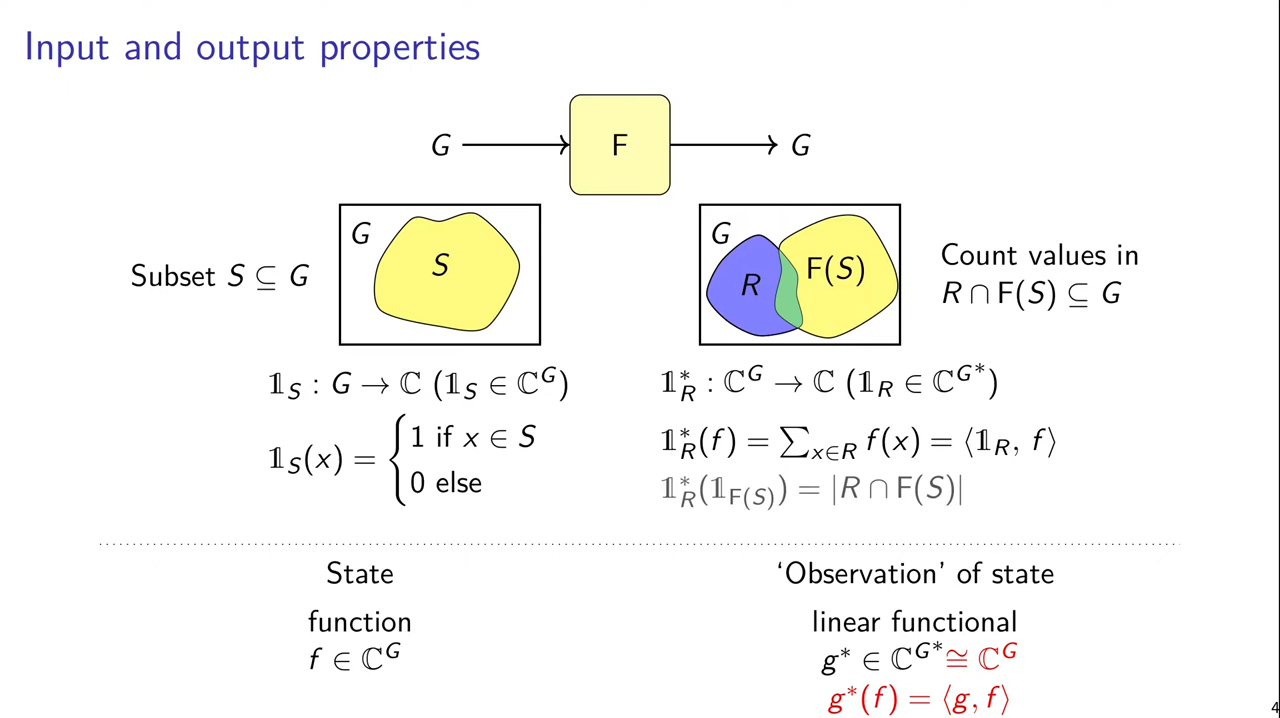 Input and output properties
G F G
G S
Subset S ⊆ G
G R F(S)
Count values in
R ∩ F(S) ⊆ G
𝟙_S : G → ℂ (𝟙_S ∈ ℂ^G)
𝟙_S(x) = { 1 if x ∈ S
0 else
𝟙^*_R : ℂ^G → ℂ (𝟙_R ∈ ℂ^{G*})
𝟙^*_R(f) = ∑_{x∈R} f(x) = ⟨𝟙_R, f⟩
𝟙^*_R(𝟙_{F(S)}) = |R ∩ F(S)|
State
function
f ∈ ℂ^G
‘Observation’ of state
linear functional
g* ∈ ℂ^{G*} ≅ ℂ^G
g*(f) = ⟨g, f⟩
4